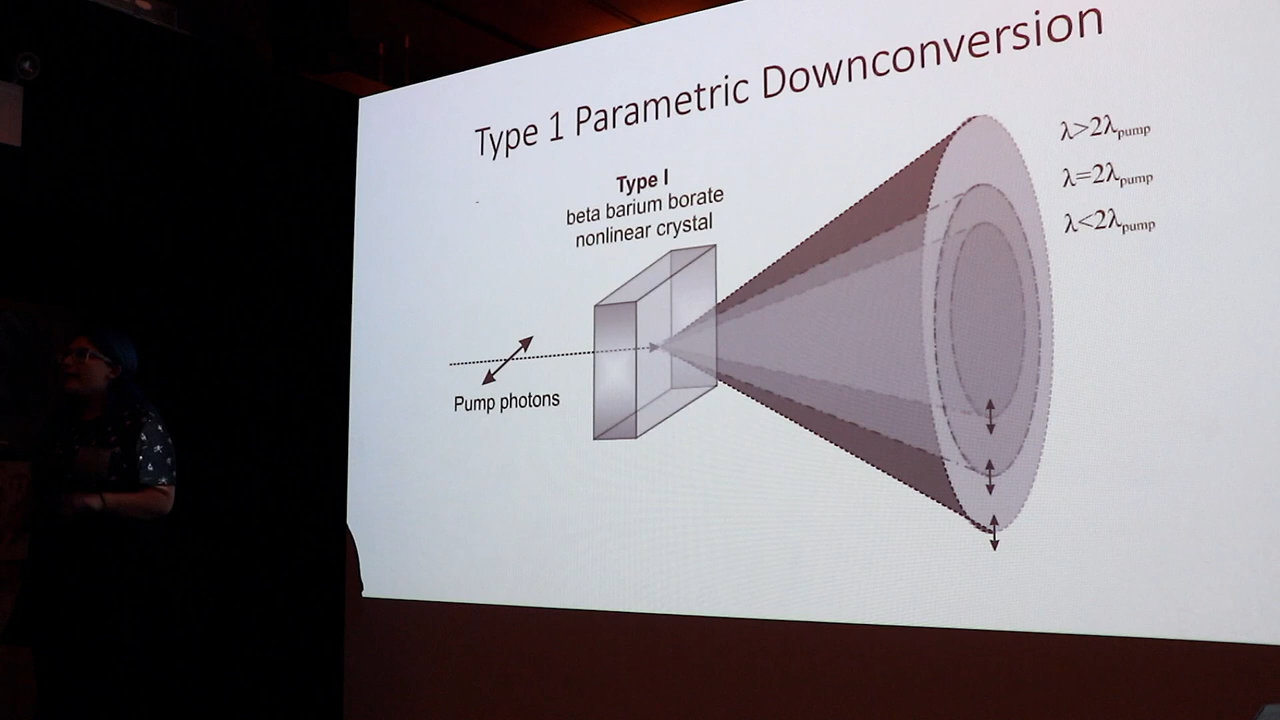 Type 1 Parametric Downconversion
Type I
beta barium borate
nonlinear crystal
Pump photons
λ>2λpump
λ=2λpump
λ<2λpump